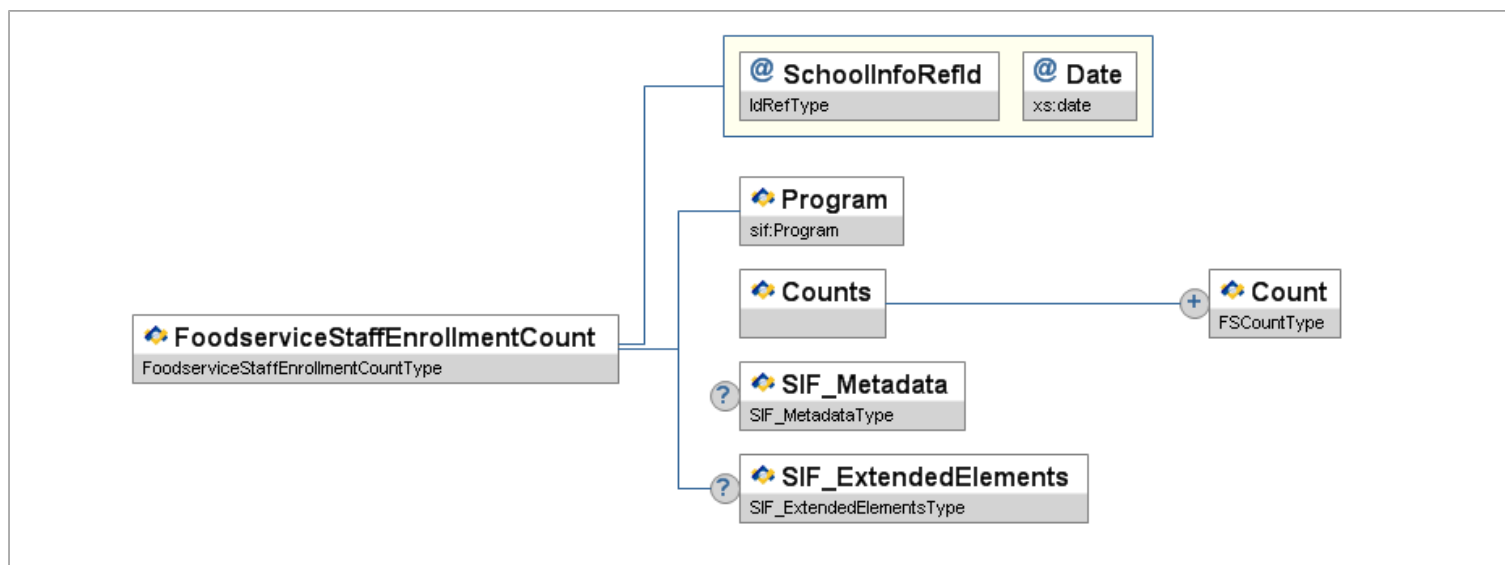 @ SchoolInfoRefId
IdRefType
@ Date
xs:date
Program
sif:Program
Counts
+ Count
FSCountType
FoodserviceStaffEnrollmentCount
FoodserviceStaffEnrollmentCountType
? SIF_Metadata
SIF_MetadataType
? SIF_ExtendedElements
SIF_ExtendedElementsType